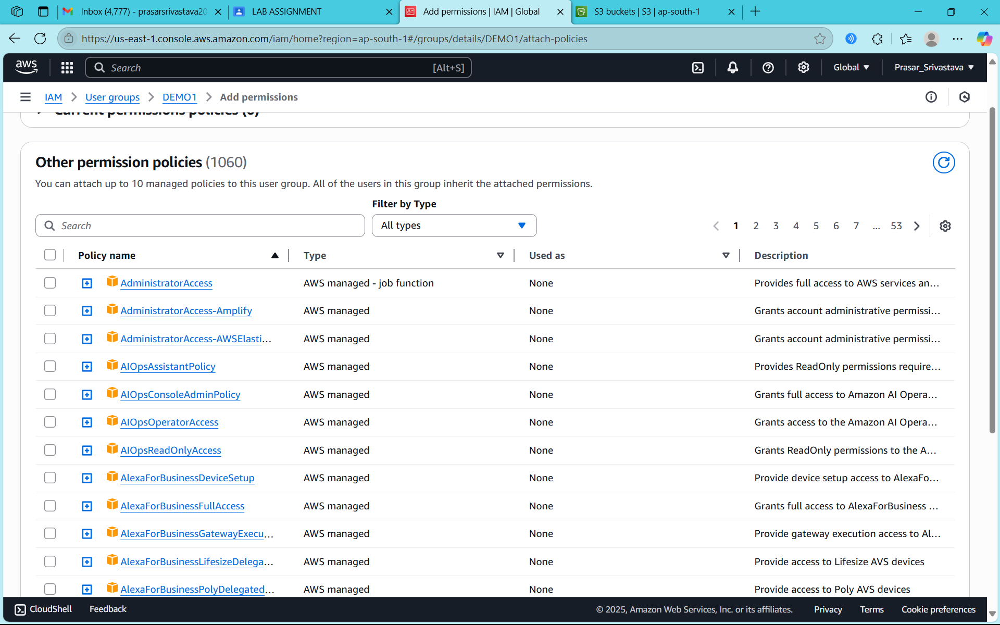 Inbox (4,777) - prasarsrivastava20
LAB ASSIGNMENT
Add permissions | IAM | Global
S3 buckets | S3 | ap-south-1
https://us-east-1.console.aws.amazon.com/iam/home?region=ap-south-1#/groups/details/DEMO1/attach-policies
aws
Search [Alt+S]
Global
Prasar_Srivastava
IAM > User groups > DEMO1 > Add permissions
Current permissions policies (0)
Other permission policies (1060)
You can attach up to 10 managed policies to this user group. All of the users in this group inherit the attached permissions.
Filter by Type
Search
All types
1 2 3 4 5 6 7 ... 53
Policy name Type Used as Description
AdministratorAccess AWS managed - job function None Provides full access to AWS services an...
AdministratorAccess-Amplify AWS managed None Grants account administrative permissi...
AdministratorAccess-AWSElasti... AWS managed None Grants account administrative permissi...
AIOpsAssistantPolicy AWS managed None Provides ReadOnly permissions require...
AIOpsConsoleAdminPolicy AWS managed None Grants full access to Amazon AI Opera...
AIOpsOperatorAccess AWS managed None Grants access to the Amazon AI Opera...
AIOpsReadOnlyAccess AWS managed None Grants ReadOnly permissions to the A...
AlexaForBusinessDeviceSetup AWS managed None Provide device setup access to AlexaFo...
AlexaForBusinessFullAccess AWS managed None Grants full access to AlexaForBusiness ...
AlexaForBusinessGatewayExecu... AWS managed None Provide gateway execution access to Al...
AlexaForBusinessLifesizeDelega... AWS managed None Provide access to Lifesize AVS devices
AlexaForBusinessPolyDelegated... AWS managed None Provide access to Poly AVS devices
CloudShell Feedback © 2025, Amazon Web Services, Inc. or its affiliates. Privacy Terms Cookie preferences